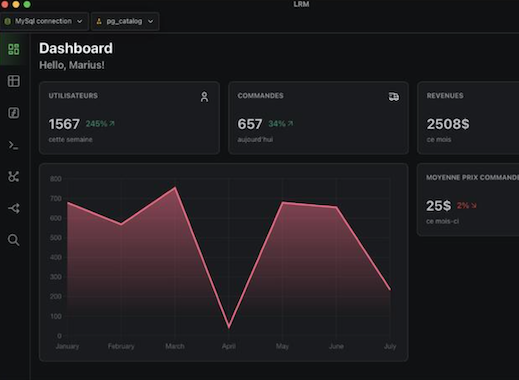 LRM
MySql connection
pg_catalog
Dashboard
Hello, Marius!
UTILISATEURS
1567 245%
cette semaine
COMMANDES
657 34%
aujourd'hui
REVENUES
2508$
ce mois
MOYENNE PRIX COMMANDE
25$ 2%
ce mois-ci
800
700
600
500
400
300
200
100
0
January February March April May June July